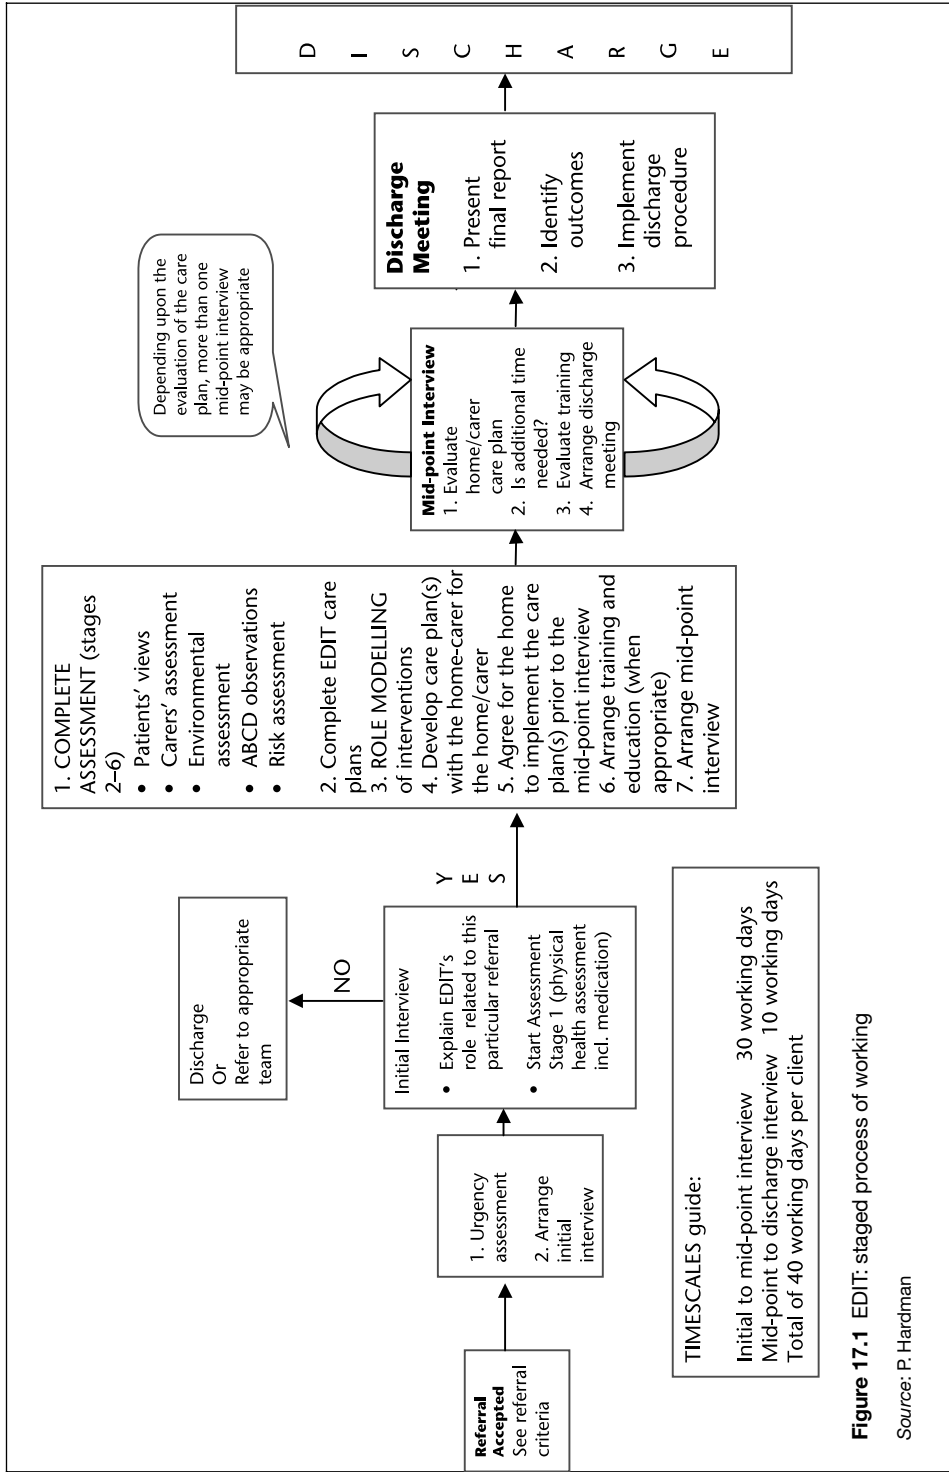 Referral
Accepted
See referral
criteria
1. Urgency
assessment
2. Arrange
initial
interview
Discharge
Or
Refer to appropriate
team
NO
Initial Interview
• Explain EDIT's
role related to this
particular referral
• Start Assessment
Stage 1 (physical
health assessment
incl. medication)
Y
E
S
1. COMPLETE
ASSESSMENT (stages
2–6)
• Patients' views
• Carers' assessment
• Environmental
assessment
• ABCD observations
• Risk assessment
2. Complete EDIT care
plans
3. ROLE MODELLING
of interventions
4. Develop care plan(s)
with the home-carer for
the home/carer
5. Agree for the home
to implement the care
plan(s) prior to the
mid-point interview
6. Arrange training and
education (when
appropriate)
7. Arrange mid-point
interview
Depending upon the
evaluation of the care
plan, more than one
mid-point interview
may be appropriate
Mid-point Interview
1. Evaluate
home/carer
care plan
2. Is additional time
needed?
3. Evaluate training
4. Arrange discharge
meeting
Discharge
Meeting
1. Present
final report
2. Identify
outcomes
3. Implement
discharge
procedure
D
I
S
C
H
A
R
G
E
TIMESCALES guide:
Initial to mid-point interview 30 working days
Mid-point to discharge interview 10 working days
Total of 40 working days per client
Figure 17.1 EDIT: staged process of working
Source: P. Hardman